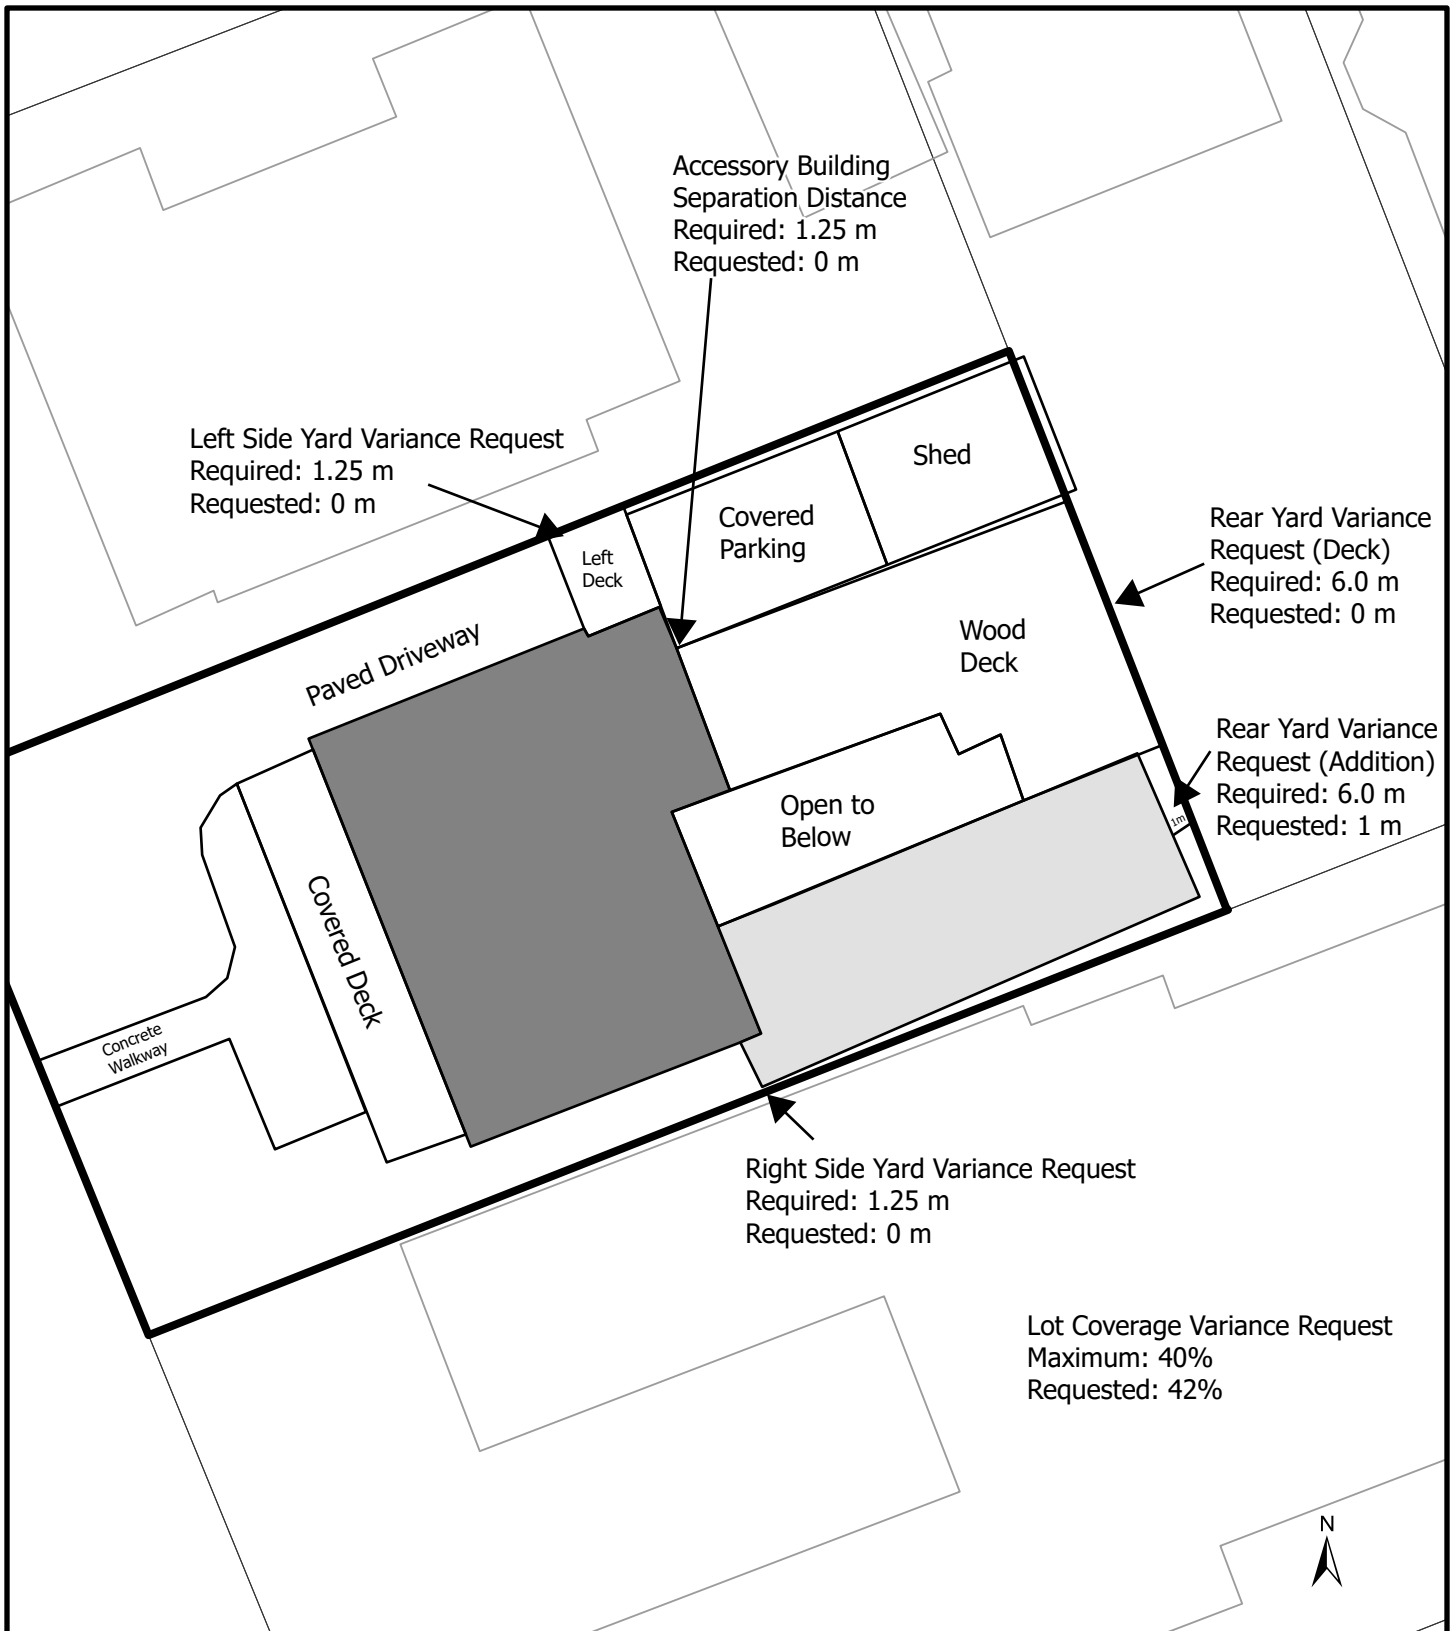 Accessory Building
Separation Distance
Required: 1.25 m
Requested: 0 m
Left Side Yard Variance Request
Required: 1.25 m
Requested: 0 m
Shed
Covered
Parking
Left
Deck
Rear Yard Variance
Request (Deck)
Required: 6.0 m
Requested: 0 m
Wood
Deck
Paved Driveway
Rear Yard Variance
Request (Addition)
Required: 6.0 m
Requested: 1 m
Open to
Below
1m
Covered Deck
Concrete
Walkway
Right Side Yard Variance Request
Required: 1.25 m
Requested: 0 m
Lot Coverage Variance Request
Maximum: 40%
Requested: 42%
N